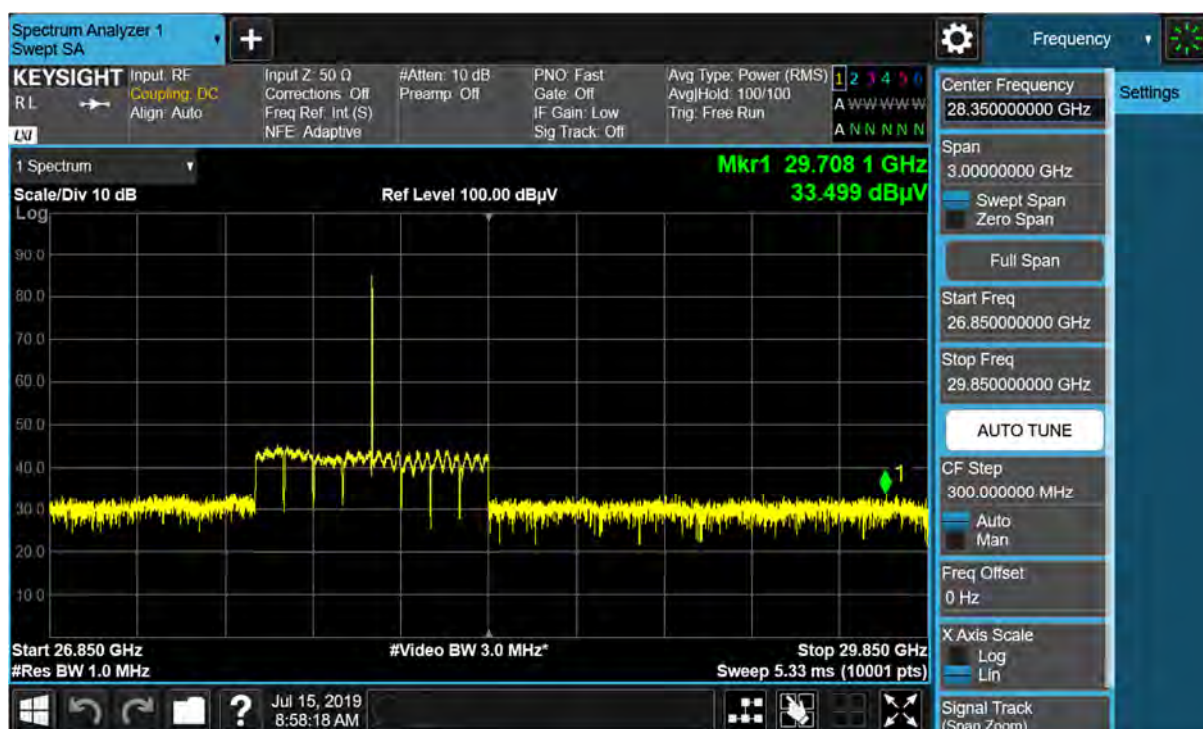 Spectrum Analyzer 1
Swept SA
+
Frequency
KEYSIGHT
RL
LXI
Input: RF
Coupling: DC
Align: Auto
Input Z: 50 Ω
Corrections: Off
Freq Ref: Int (S)
NFE: Adaptive
#Atten: 10 dB
Preamp: Off
PNO: Fast
Gate: Off
IF Gain: Low
Sig Track: Off
Avg Type: Power (RMS)
Avg|Hold: 100/100
Trig: Free Run
1 2 3 4 5 6
A W W W W W
A N N N N N
1 Spectrum
Scale/Div 10 dB
Log
Ref Level 100.00 dBµV
Mkr1 29.708 1 GHz
33.499 dBµV
90.0
80.0
70.0
60.0
50.0
40.0
30.0
20.0
10.0
1
Start 26.850 GHz
#Res BW 1.0 MHz
#Video BW 3.0 MHz*
Stop 29.850 GHz
Sweep 5.33 ms (10001 pts)
Center Frequency
28.350000000 GHz
Span
3.00000000 GHz
Swept Span
Zero Span
Full Span
Start Freq
26.850000000 GHz
Stop Freq
29.850000000 GHz
AUTO TUNE
CF Step
300.000000 MHz
Auto
Man
Freq Offset
0 Hz
X Axis Scale
Log
Lin
Signal Track
(Span Zoom)
Settings
?
Jul 15, 2019
8:58:18 AM